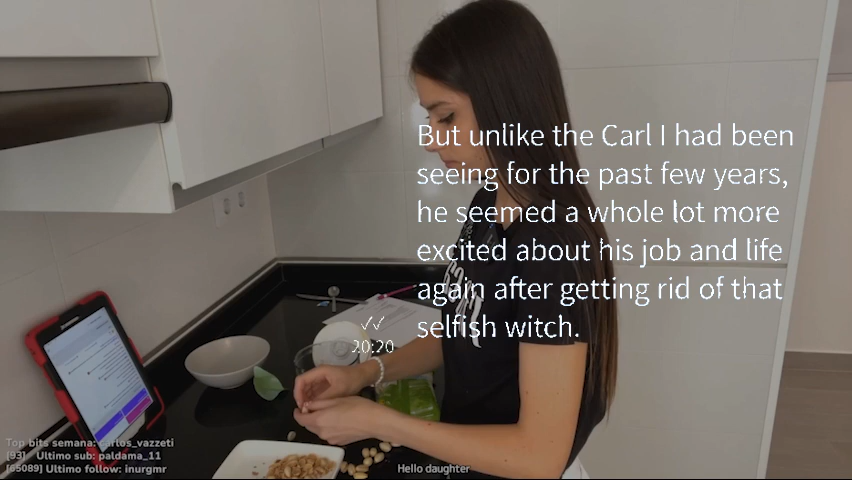 But unlike the Carl I had been
seeing for the past few years,
he seemed a whole lot more
excited about his job and life
again after getting rid of that
selfish witch.
20:20
Top bits semana: carlos_vazzeti
[93] Ultimo sub: paldama_11
[65089] Ultimo follow: inurgmr
Hello daughter